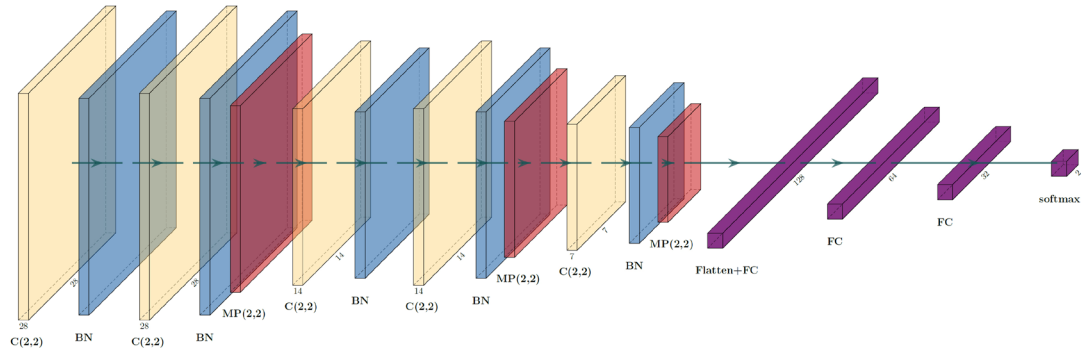 28
28
C(2,2)
BN
28
28
C(2,2)
BN
MP(2,2)
14
14
C(2,2)
BN
14
14
C(2,2)
BN
MP(2,2)
7
7
C(2,2)
BN
MP(2,2)
128
Flatten+FC
64
FC
32
FC
2
softmax